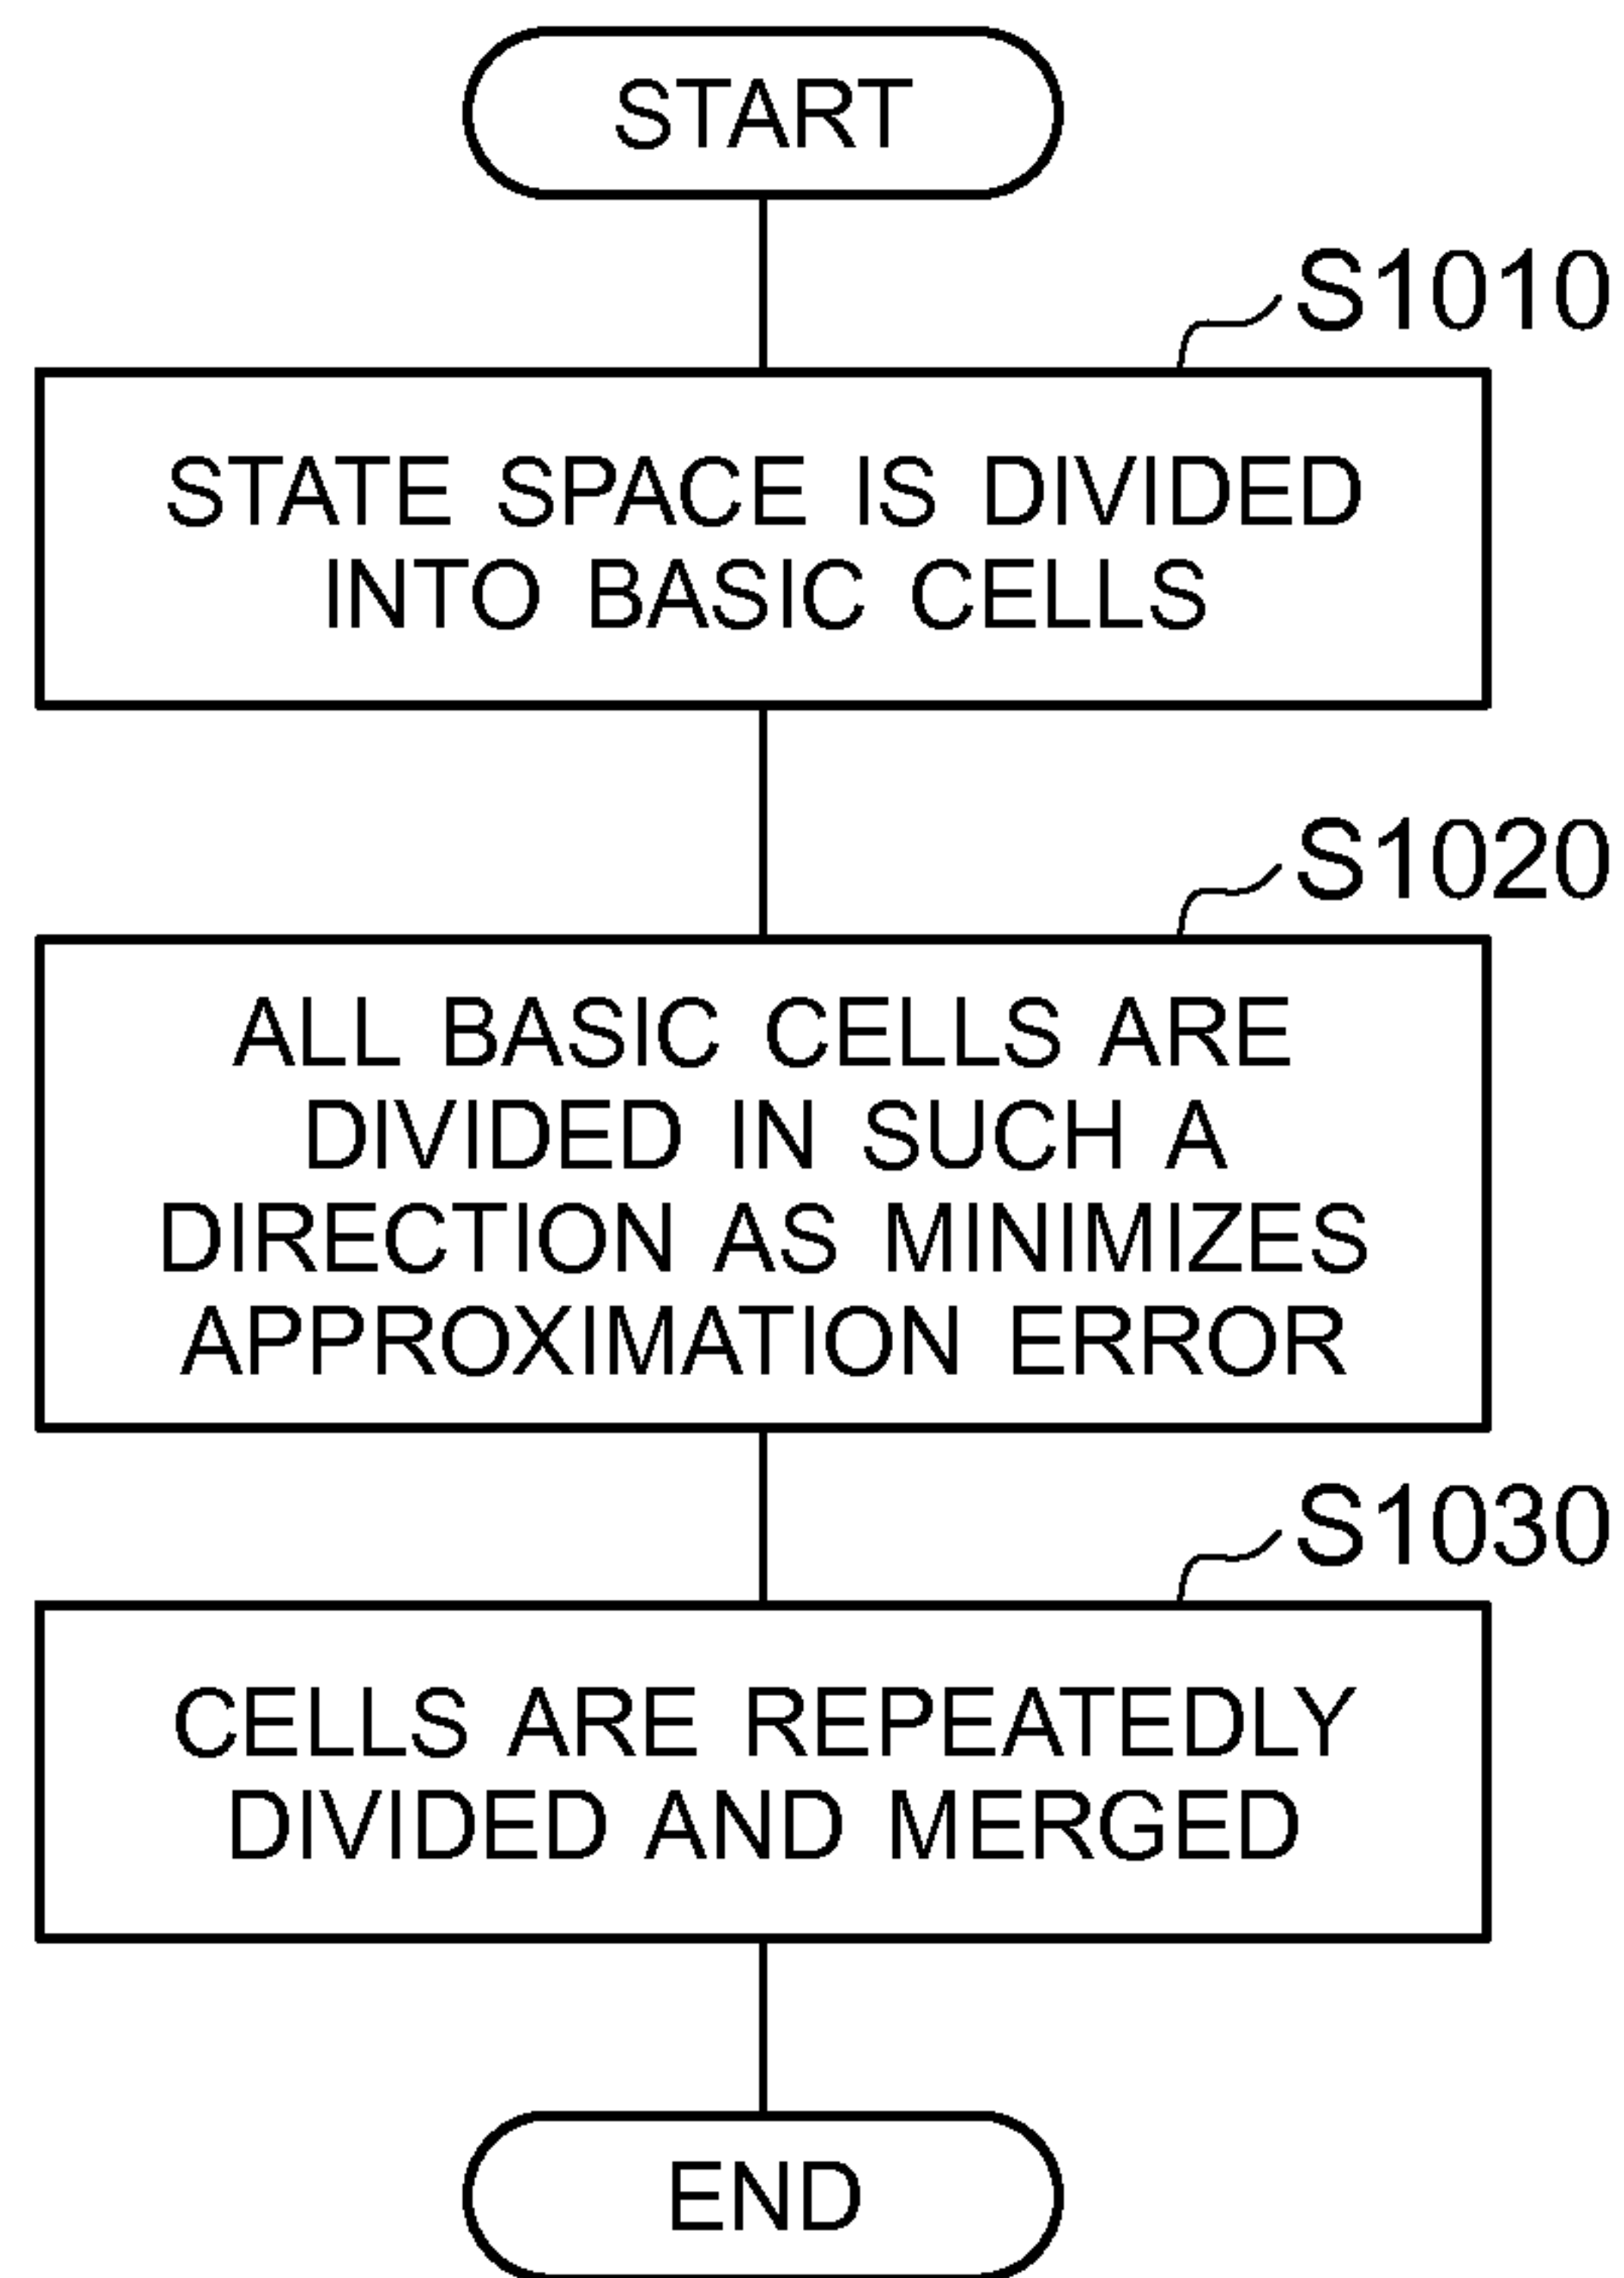 START
S1010
STATE SPACE IS DIVIDED
INTO BASIC CELLS
S1020
ALL BASIC CELLS ARE
DIVIDED IN SUCH A
DIRECTION AS MINIMIZES
APPROXIMATION ERROR
S1030
CELLS ARE REPEATEDLY
DIVIDED AND MERGED
END